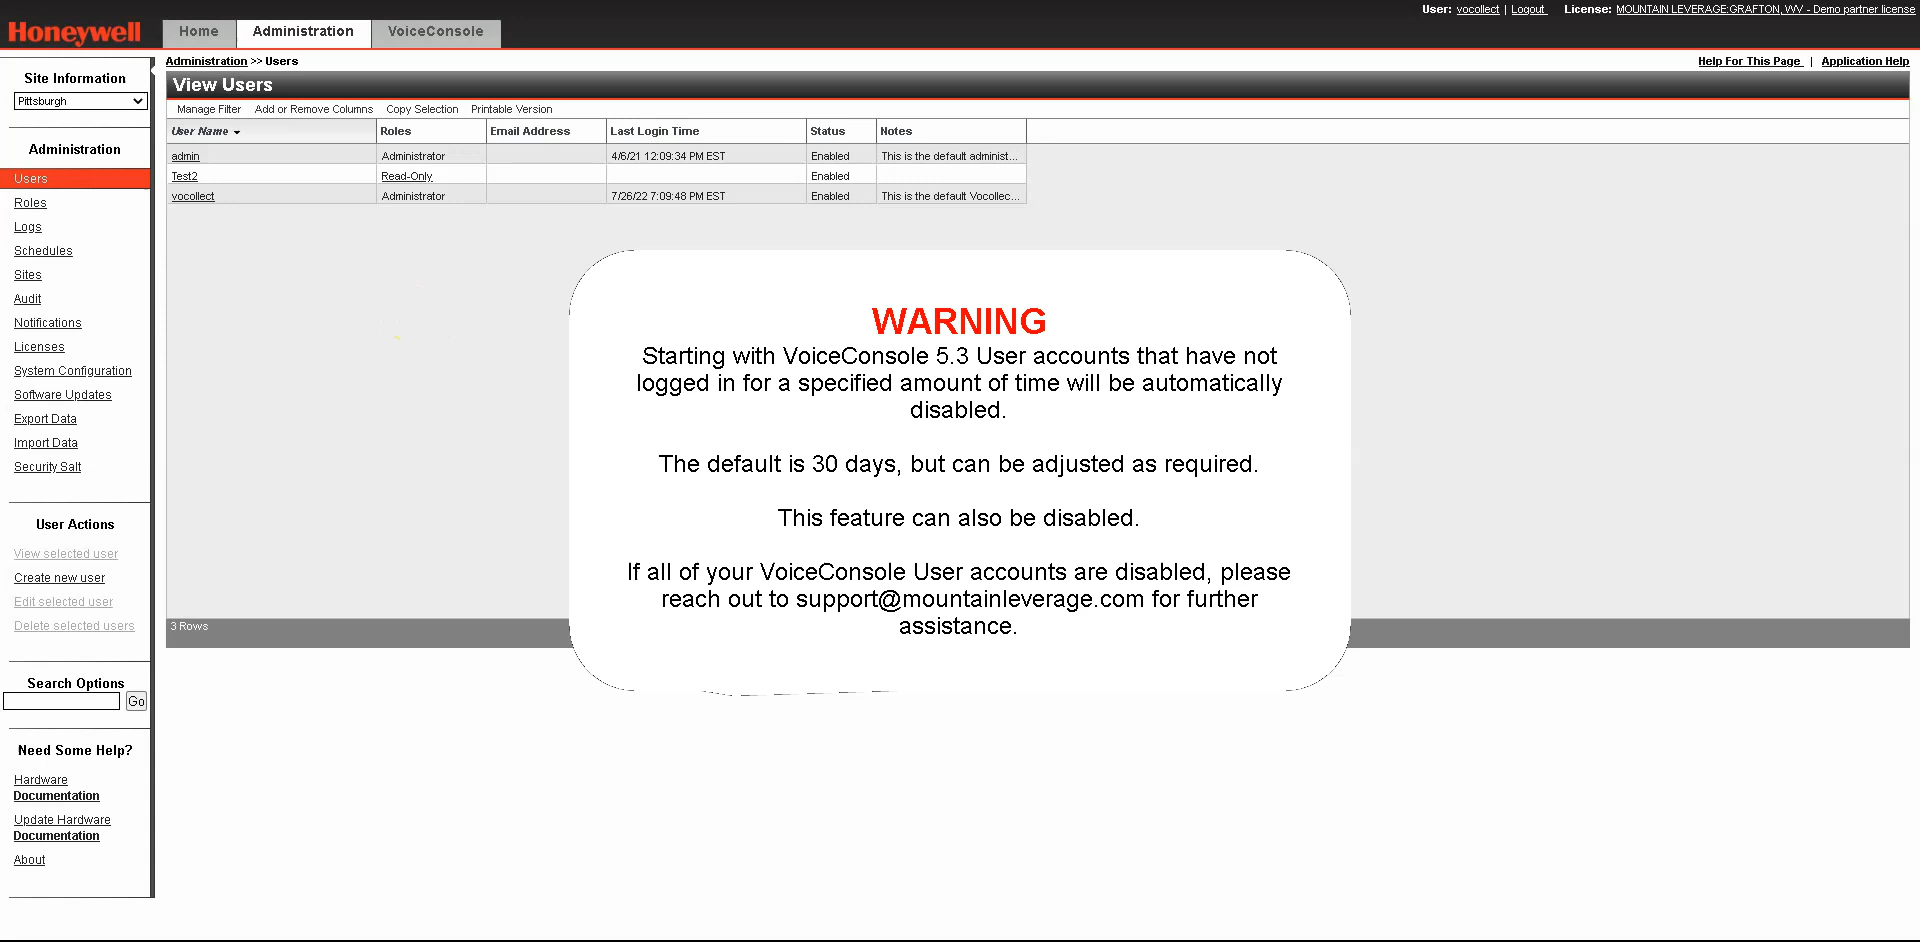 User: vocollect | Logout License: MOUNTAIN LEVERAGE:GRAFTON, WV - Demo partner license
Honeywell
Home Administration VoiceConsole
Administration >> Users
Help For This Page | Application Help
Site Information
Pittsburgh
View Users
Manage Filter Add or Remove Columns Copy Selection Printable Version
User Name Roles Email Address Last Login Time Status Notes
admin Administrator 4/6/21 12:09:34 PM EST Enabled This is the default administ...
Test2 Read-Only Enabled
vocollect Administrator 7/26/22 7:09:48 PM EST Enabled This is the default Vocollec...
3 Rows
Administration
Users
Roles
Logs
Schedules
Sites
Audit
Notifications
Licenses
System Configuration
Software Updates
Export Data
Import Data
Security Salt
User Actions
View selected user
Create new user
Edit selected user
Delete selected users
Search Options
Go
Need Some Help?
Hardware
Documentation
Update Hardware
Documentation
About
WARNING
Starting with VoiceConsole 5.3 User accounts that have not
logged in for a specified amount of time will be automatically
disabled.
The default is 30 days, but can be adjusted as required.
This feature can also be disabled.
If all of your VoiceConsole User accounts are disabled, please
reach out to support@mountainleverage.com for further
assistance.